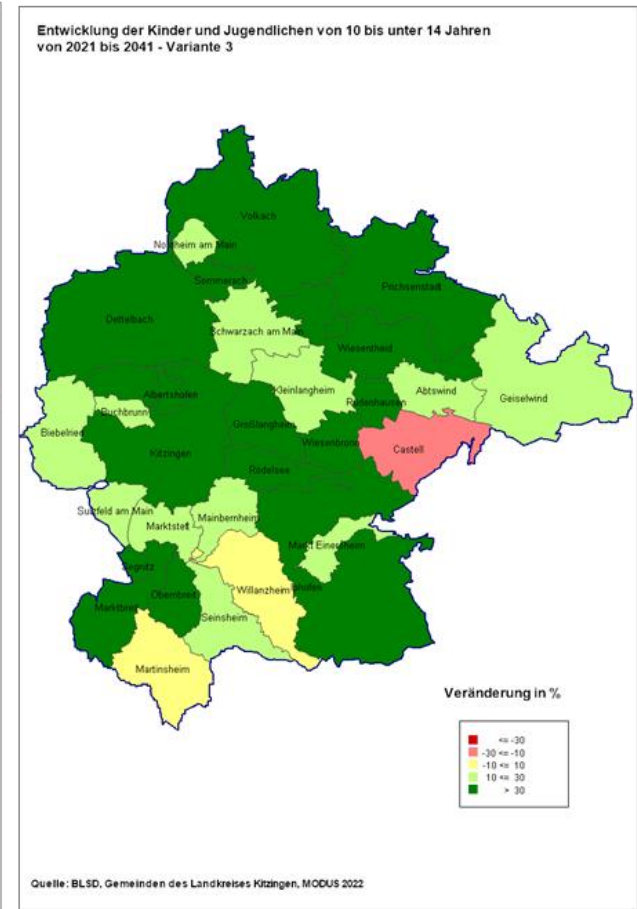 Entwicklung der Kinder und Jugendlichen von 10 bis unter 14 Jahren
von 2021 bis 2041 - Variante 3
Volkach
Nordheim am Main
Sommerach
Prichsenstadt
Dettelbach
Schwarzach am Main
Wiesentheid
Kleinlangheim
Albertshofen
Rüdenhausen
Abtswind
Geiselwind
Buchbrunn
Biebelried
Großlangheim
Wiesenbronn
Castell
Kitzingen
Rödelsee
Sulzfeld am Main
Marktsteft
Mainbernheim
Markt Einersheim
Segnitz
Obernbreit
Willanzheim
Iphofen
Marktbreit
Seinsheim
Martinsheim
Veränderung in %
<= -30
-30 <= -10
-10 <= 10
10 <= 30
> 30
Quelle: BLSD, Gemeinden des Landkreises Kitzingen, MODUS 2022